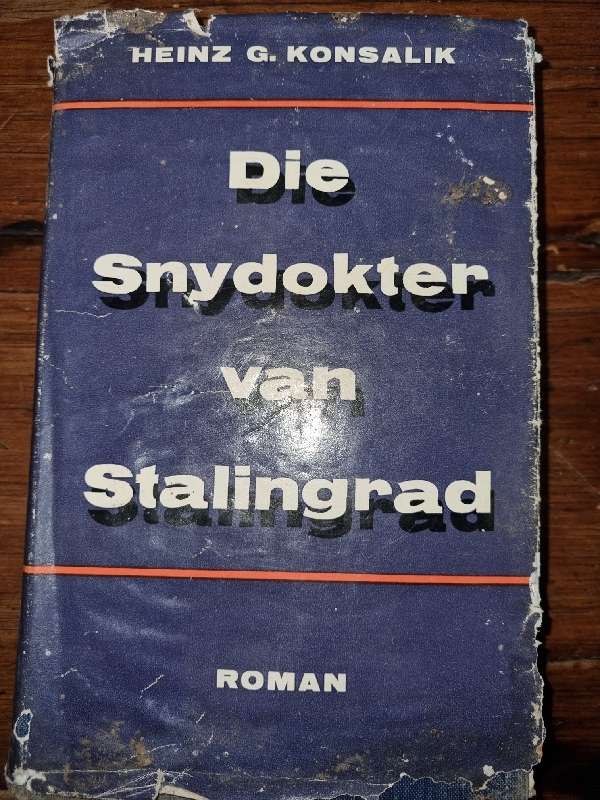 HEINZ G. KONSALIK
Die
Snydokter
van
Stalingrad
ROMAN